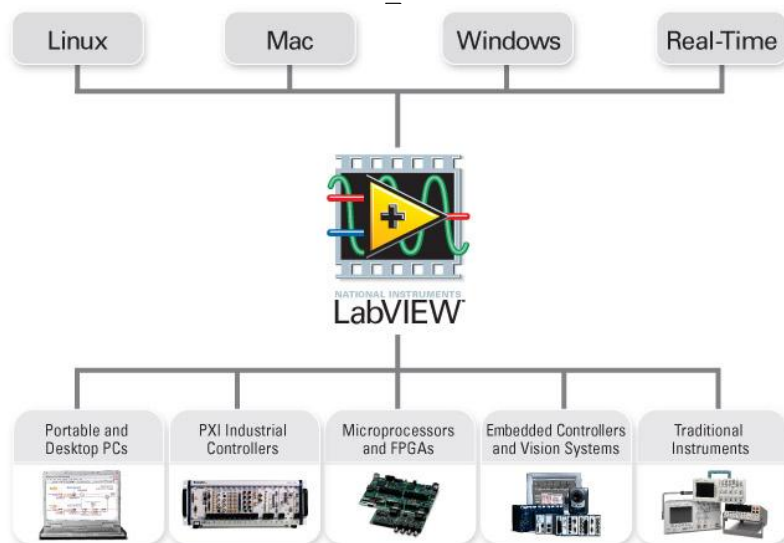 Linux
Mac
Windows
Real-Time
NATIONAL INSTRUMENTS
LabVIEW™
Portable and
Desktop PCs
PXI Industrial
Controllers
Microprocessors
and FPGAs
Embedded Controllers
and Vision Systems
Traditional
Instruments